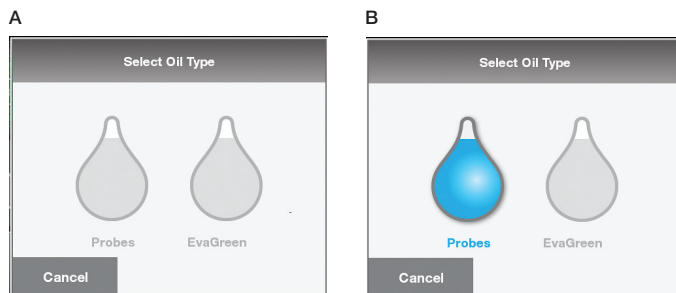 A
Select Oil Type
Probes EvaGreen
Cancel
B
Select Oil Type
Probes EvaGreen
Cancel